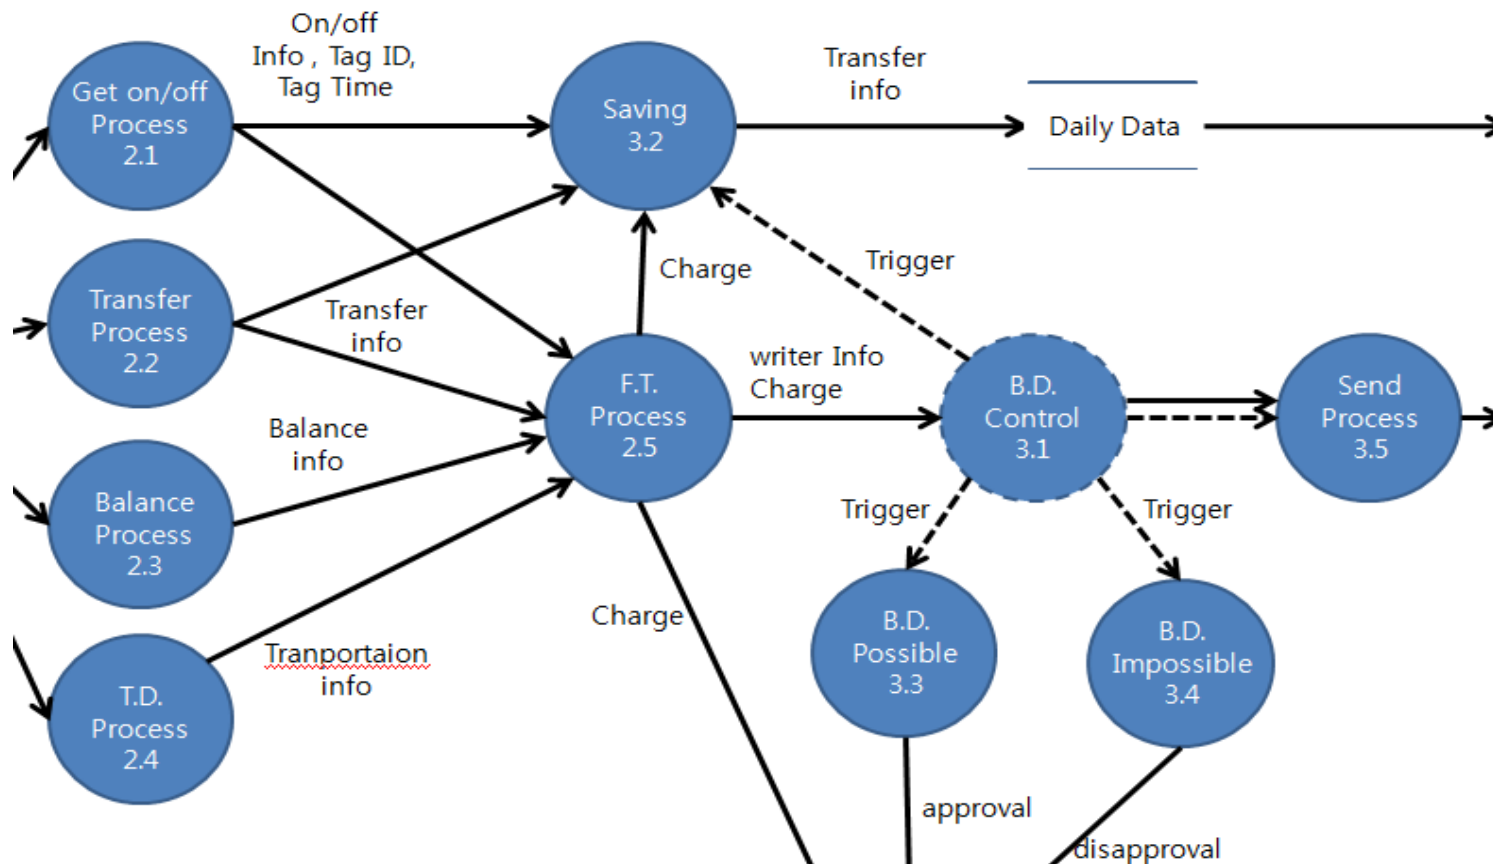 On/off
Info , Tag ID,
Tag Time
Get on/off
Process
2.1
Saving
3.2
Transfer
info
Daily Data
Transfer
Process
2.2
Transfer
info
Charge
Trigger
F.T.
Process
2.5
writer Info
Charge
B.D.
Control
3.1
Send
Process
3.5
Balance
info
Balance
Process
2.3
Trigger
Trigger
Charge
B.D.
Possible
3.3
B.D.
Impossible
3.4
Tranportaion
info
T.D.
Process
2.4
approval
disapproval